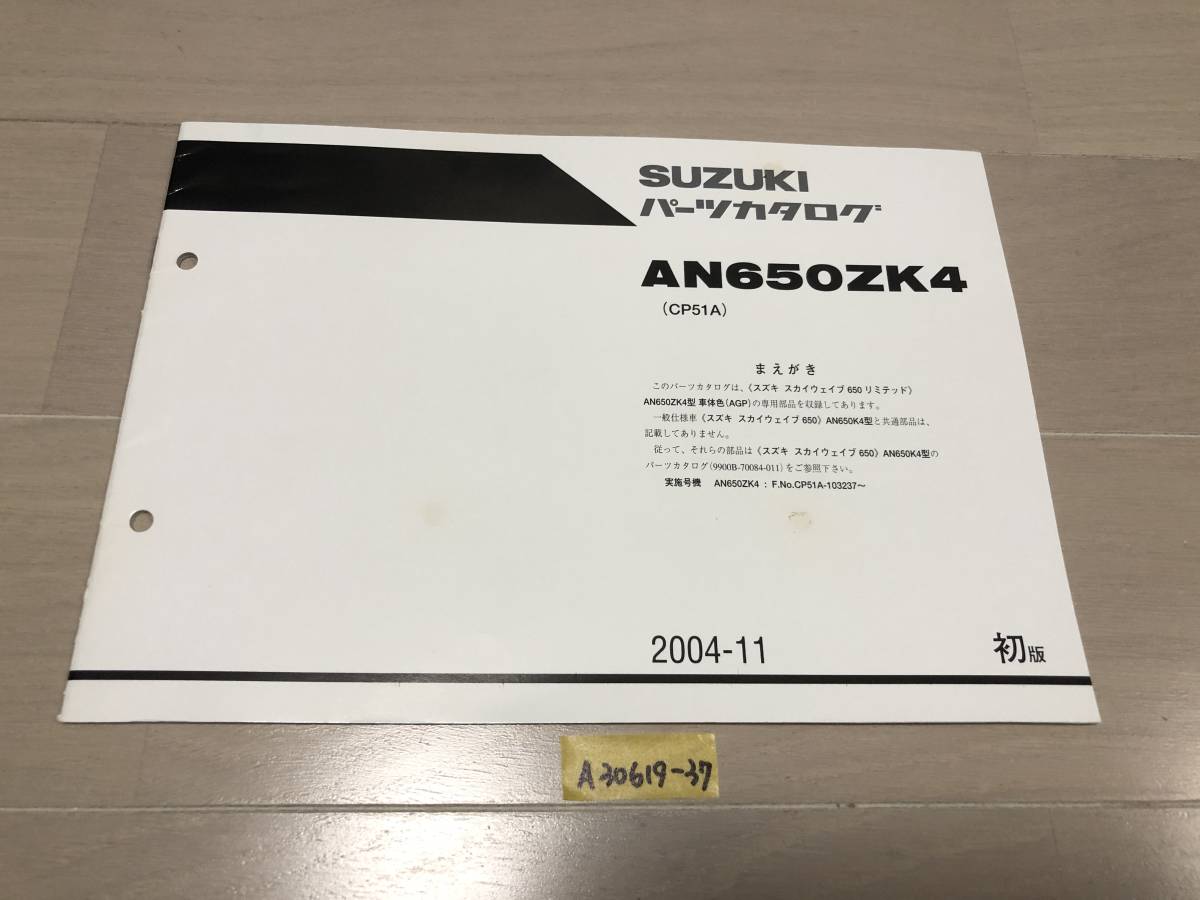 SUZUKI
パーツカタログ
AN650ZK4
(CP51A)
まえがき
このパーツカタログは、《スズキ スカイウェイブ 650 リミテッド》
AN650ZK4型 車体色(AGP)の専用部品を収録してあります。
一般仕様車《スズキ スカイウェイブ 650》AN650K4型と共通部品は、
記載してありません。
従って、それらの部品は《スズキ スカイウェイブ 650》AN650K4型の
パーツカタログ(9900B-70084-011)をご参照下さい。
実施号機 AN650ZK4 : F.No.CP51A-103237〜
2004-11 初版
A30619-37